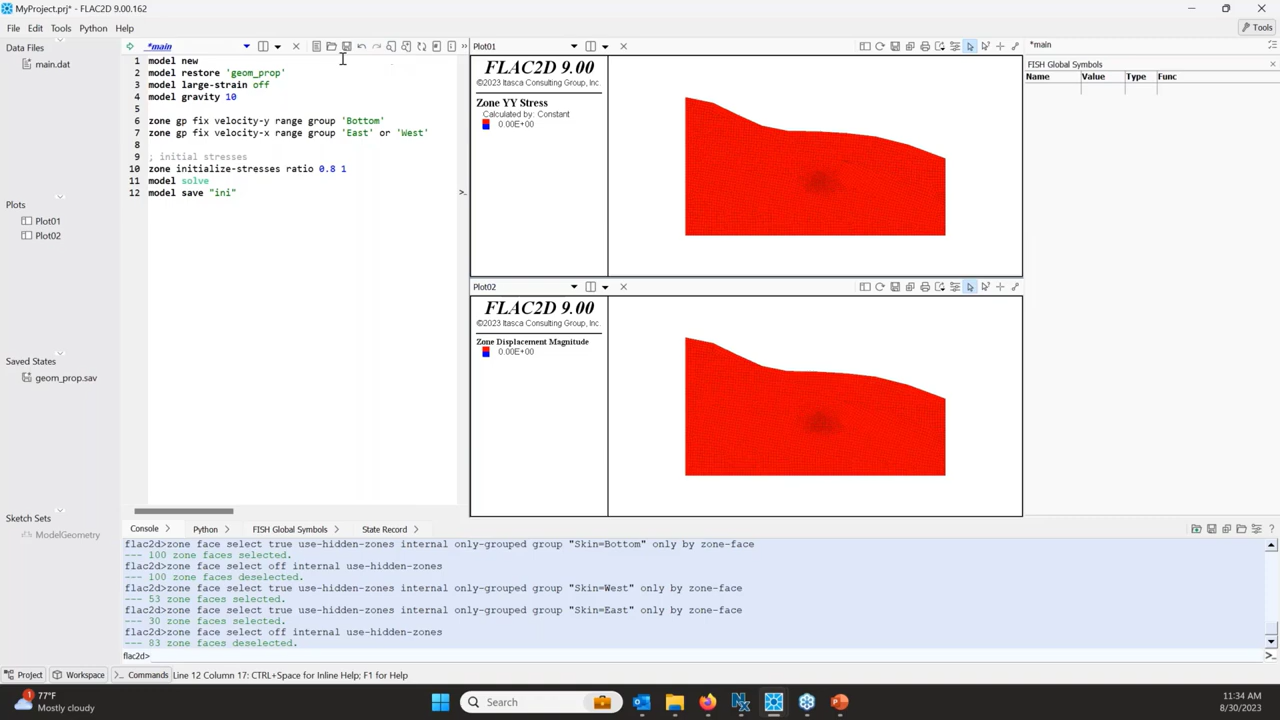 MyProject.prj* - FLAC2D 9.00.162
File Edit Tools Python Help
Tools
Data Files
main.dat
*main
Plot01
*main
FISH Global Symbols
Name Value Type Func
1 model new
2 model restore 'geom_prop'
3 model large-strain off
4 model gravity 10
5
6 zone gp fix velocity-y range group 'Bottom'
7 zone gp fix velocity-x range group 'East' or 'West'
8
9 ; initial stresses
10 zone initialize-stresses ratio 0.8 1
11 model solve
12 model save "ini"
FLAC2D 9.00
©2023 Itasca Consulting Group, Inc.
Zone YY Stress
Calculated by: Constant
0.00E+00
Plots
Plot01
Plot02
Plot02
FLAC2D 9.00
©2023 Itasca Consulting Group, Inc.
Zone Displacement Magnitude
0.00E+00
Saved States
geom_prop.sav
Sketch Sets
ModelGeometry
Console Python FISH Global Symbols State Record
flac2d>zone face select true use-hidden-zones internal only-grouped group "Skin=Bottom" only by zone-face
--- 100 zone faces selected.
flac2d>zone face select off internal use-hidden-zones
--- 100 zone faces deselected.
flac2d>zone face select true use-hidden-zones internal only-grouped group "Skin=West" only by zone-face
--- 53 zone faces selected.
flac2d>zone face select true use-hidden-zones internal only-grouped group "Skin=East" only by zone-face
--- 30 zone faces selected.
flac2d>zone face select off internal use-hidden-zones
--- 83 zone faces deselected.
flac2d>
Project Workspace Commands Line 12 Column 17: CTRL+Space for Inline Help; F1 for Help
1
77°F
Mostly cloudy
Search
11:34 AM
8/30/2023